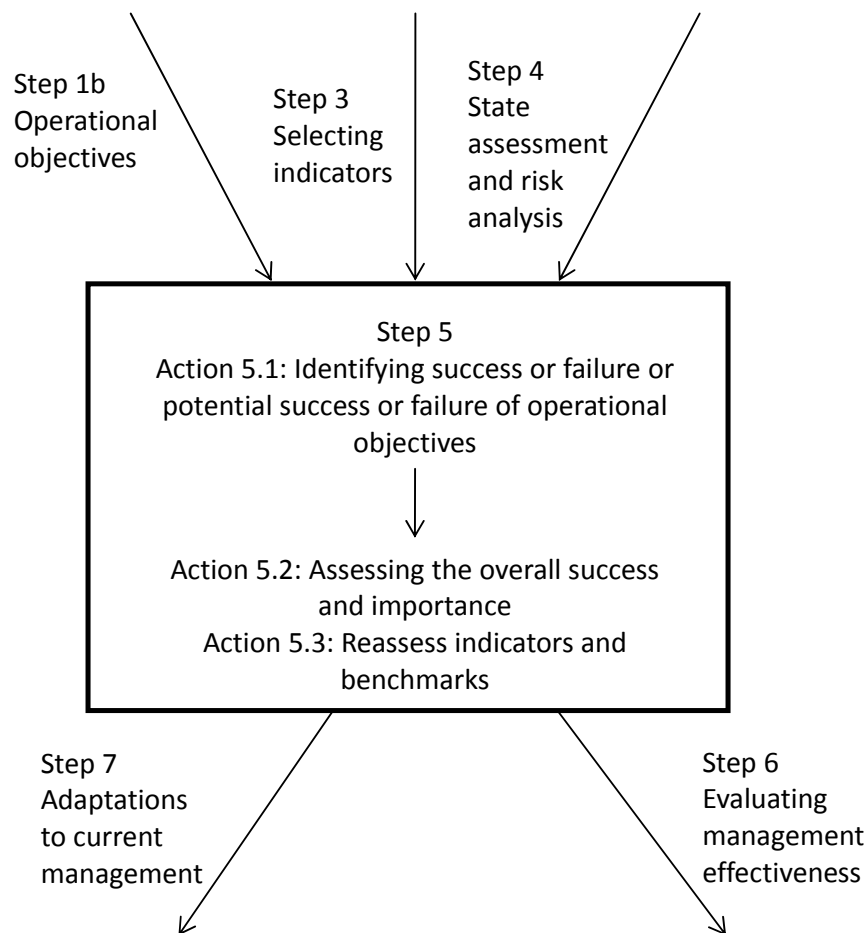 Step 1b
Operational
objectives
Step 3
Selecting
indicators
Step 4
State
assessment
and risk
analysis
Step 5
Action 5.1: Identifying success or failure or
potential success or failure of operational
objectives
Action 5.2: Assessing the overall success
and importance
Action 5.3: Reassess indicators and
benchmarks
Step 7
Adaptations
to current
management
Step 6
Evaluating
management
effectiveness